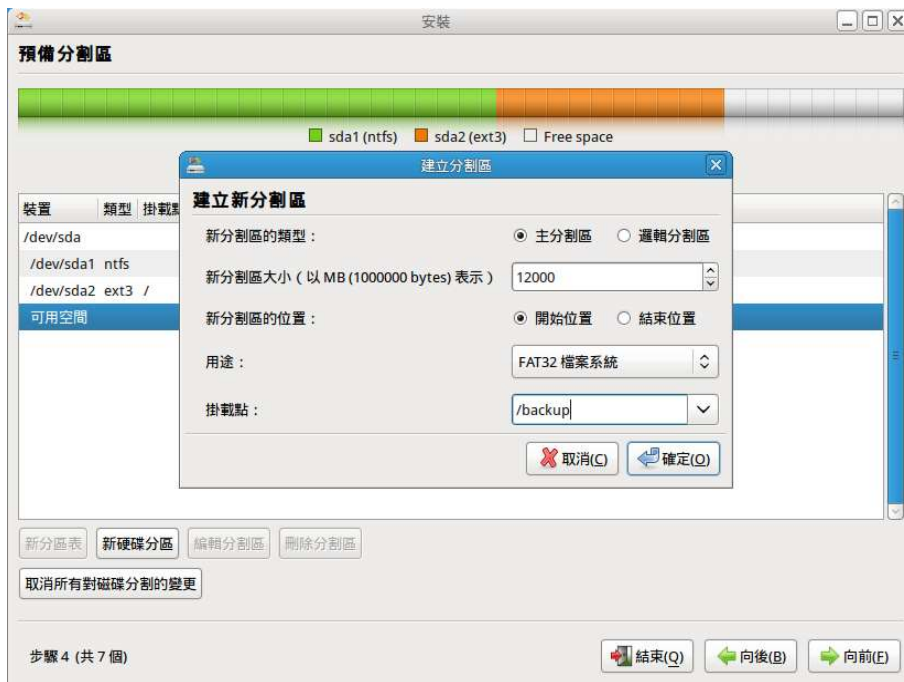 安裝
預備分割區
sda1 (ntfs) sda2 (ext3) Free space
建立分割區
建立新分割區
裝置 類型 掛載點
/dev/sda
/dev/sda1 ntfs
/dev/sda2 ext3 /
可用空間
新分割區的類型：
主分割區 邏輯分割區
新分割區大小（以 MB (1000000 bytes) 表示）
12000
新分割區的位置：
開始位置 結束位置
用途：
FAT32 檔案系統
掛載點：
/backup
取消(C) 確定(O)
新分區表 新硬碟分區 編輯分割區 刪除分割區
取消所有對磁碟分割的變更
步驟 4 (共 7 個)
結束(Q) 向後(B) 向前(F)